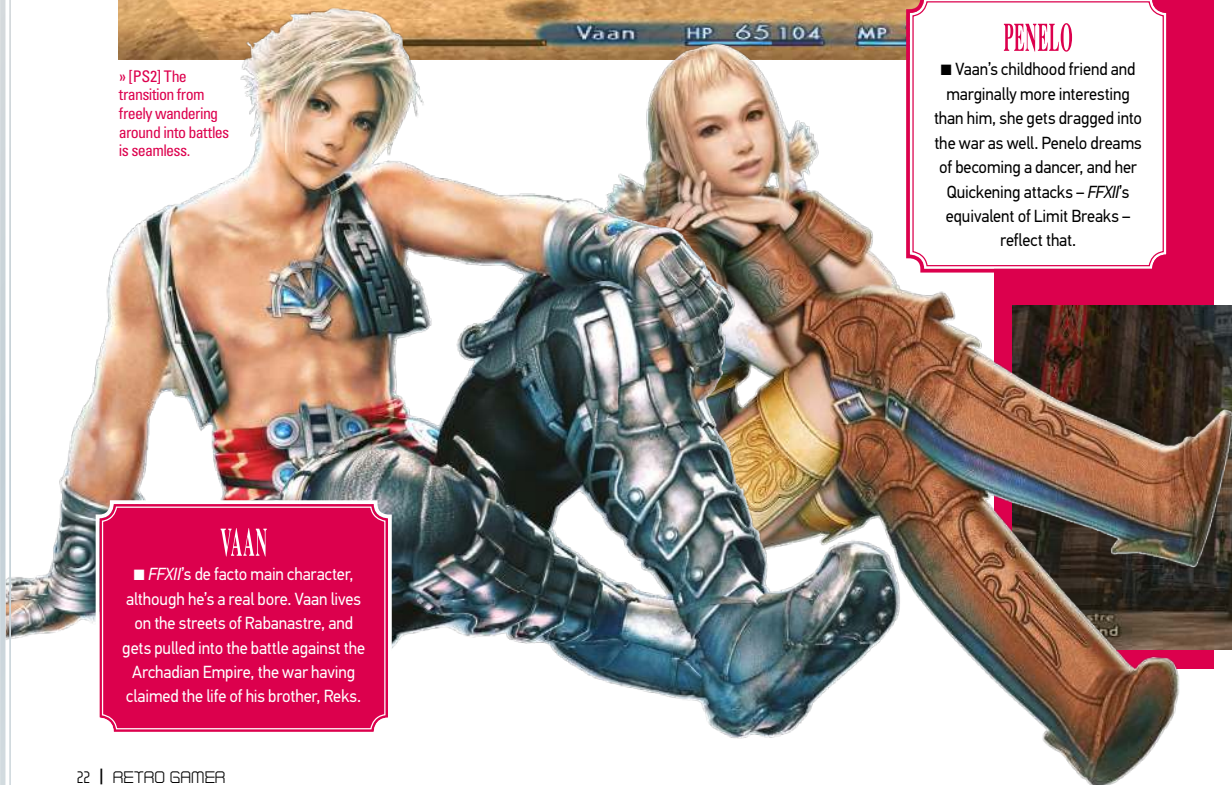 Vaan HP 65 104 MP
» [PS2] The
transition from
freely wandering
around into battles
is seamless.
PENELO
■ Vaan's childhood friend and
marginally more interesting
than him, she gets dragged into
the war as well. Penelo dreams
of becoming a dancer, and her
Quickening attacks – FFXII's
equivalent of Limit Breaks –
reflect that.
VAAN
■ FFXII's de facto main character,
although he's a real bore. Vaan lives
on the streets of Rabanastre, and
gets pulled into the battle against the
Archadian Empire, the war having
claimed the life of his brother, Reks.
22 | RETRO GAMER